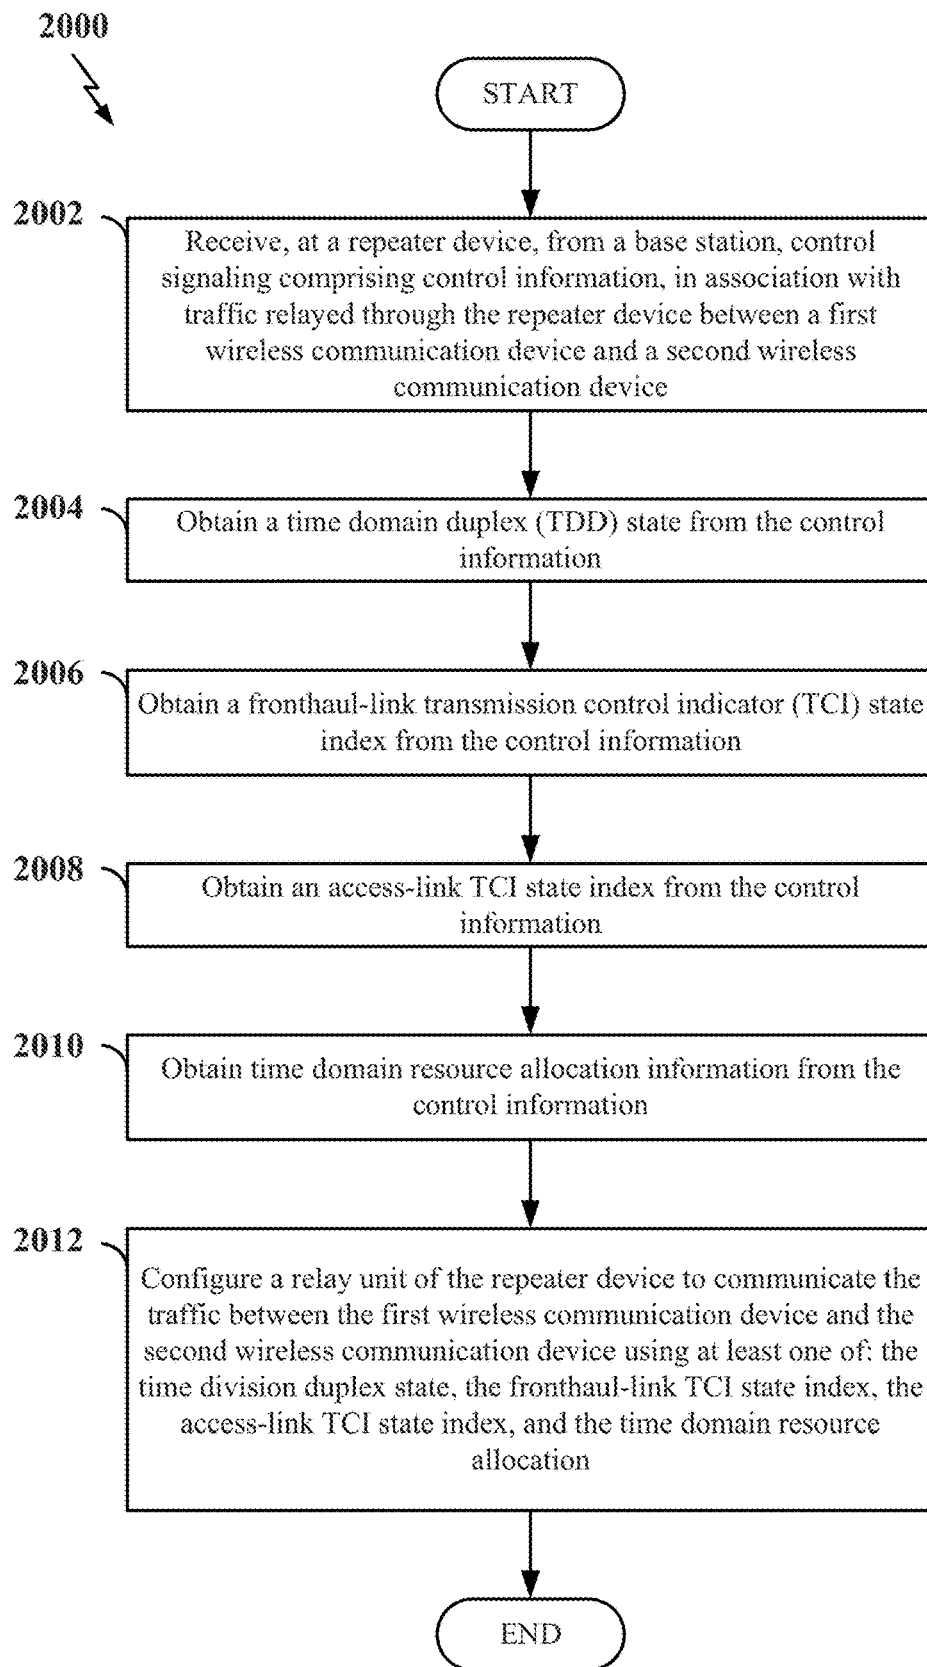 2000
START
2002
Receive, at a repeater device, from a base station, control
signaling comprising control information, in association with
traffic relayed through the repeater device between a first
wireless communication device and a second wireless
communication device
2004
Obtain a time domain duplex (TDD) state from the control
information
2006
Obtain a fronthaul-link transmission control indicator (TCI) state
index from the control information
2008
Obtain an access-link TCI state index from the control
information
2010
Obtain time domain resource allocation information from the
control information
2012
Configure a relay unit of the repeater device to communicate the
traffic between the first wireless communication device and the
second wireless communication device using at least one of: the
time division duplex state, the fronthaul-link TCI state index, the
access-link TCI state index, and the time domain resource
allocation
END